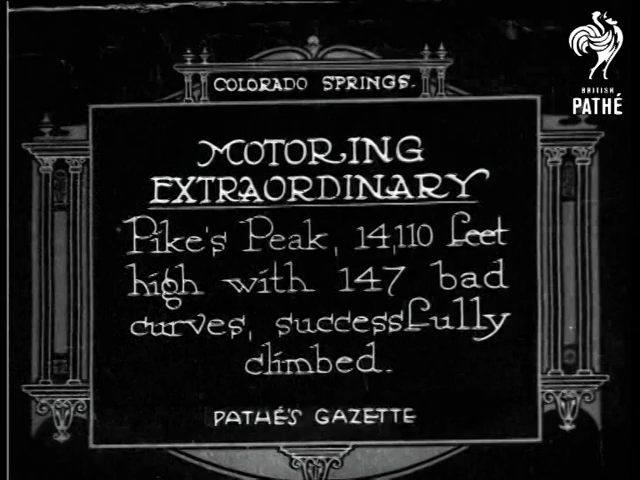 COLORADO SPRINGS.
BRITISH
PATHÉ
MOTORING
EXTRAORDINARY
Pike's Peak, 14,110 feet
high with 147 bad
curves, successfully
climbed.
PATHÉ'S GAZETTE